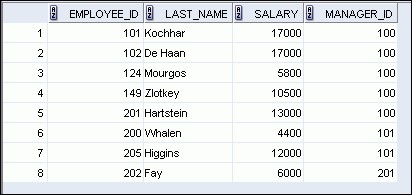 EMPLOYEE_ID LAST_NAME SALARY MANAGER_ID
1 101 Kochhar 17000 100
2 102 De Haan 17000 100
3 124 Mourgos 5800 100
4 149 Zlotkey 10500 100
5 201 Hartstein 13000 100
6 200 Whalen 4400 101
7 205 Higgins 12000 101
8 202 Fay 6000 201